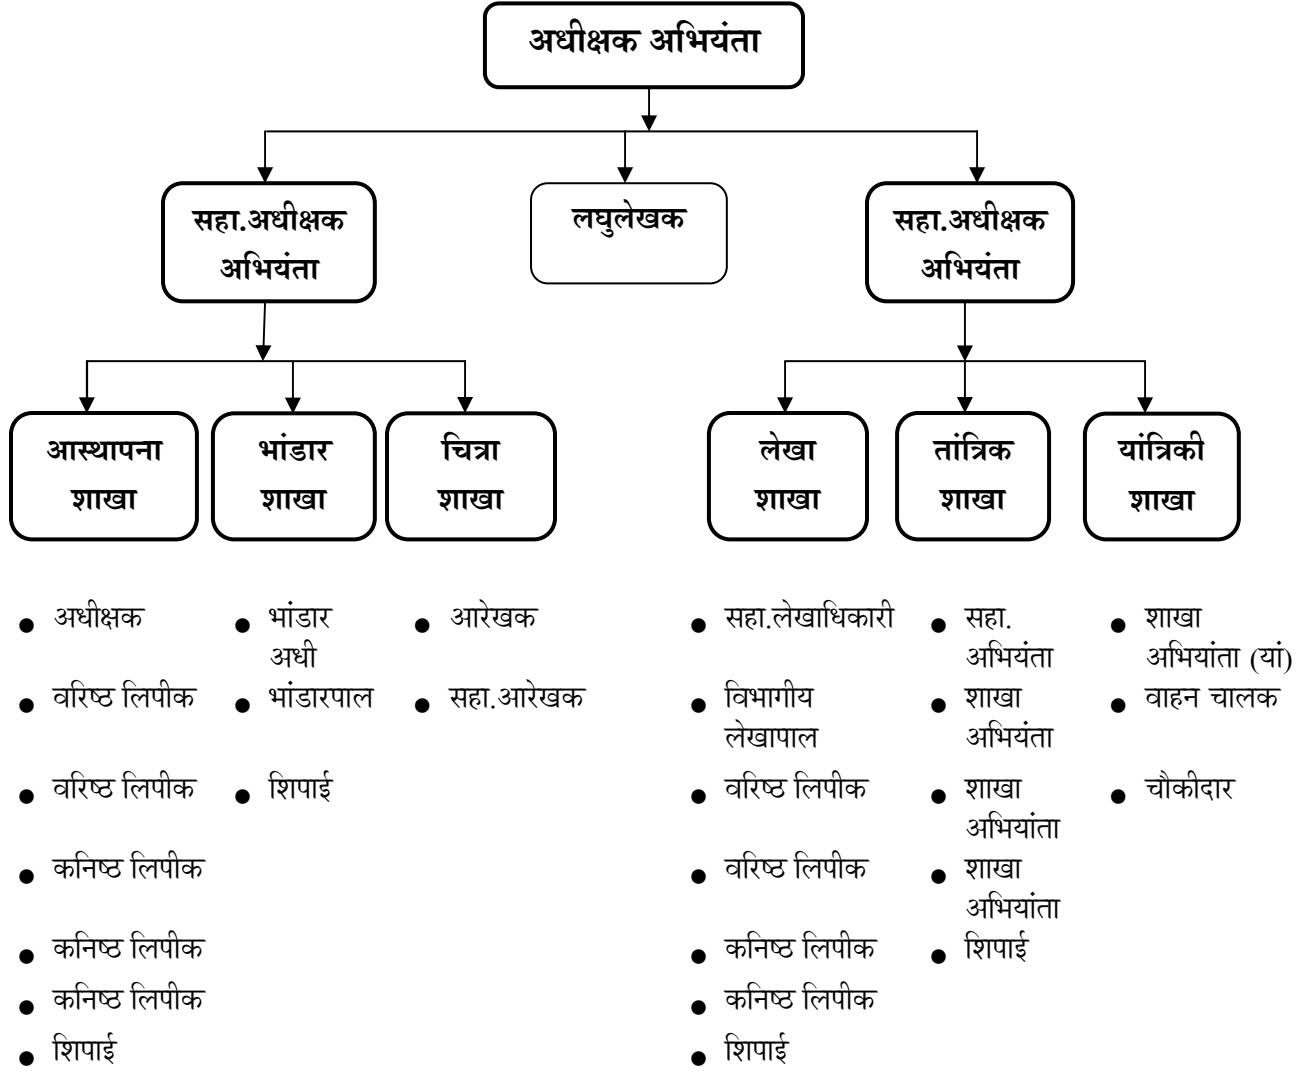 अधीक्षक अभियंता
सहा.अधीक्षक
अभियंता
लघुलेखक
सहा.अधीक्षक
अभियंता
आस्थापना
शाखा
भांडार
शाखा
चित्रा
शाखा
लेखा
शाखा
तांत्रिक
शाखा
यांत्रिकी
शाखा
● अधीक्षक
● वरिष्ठ लिपीक
● वरिष्ठ लिपीक
● कनिष्ठ लिपीक
● कनिष्ठ लिपीक
● कनिष्ठ लिपीक
● शिपाई
● भांडार
अधी
● भांडारपाल
● शिपाई
● आरेखक
● सहा.आरेखक
● सहा.लेखाधिकारी
● विभागीय
लेखापाल
● वरिष्ठ लिपीक
● वरिष्ठ लिपीक
● कनिष्ठ लिपीक
● कनिष्ठ लिपीक
● शिपाई
● सहा.
अभियंता
● शाखा
अभियंता
● शाखा
अभियांता
● शाखा
अभियांता
● शिपाई
● शाखा
अभियांता (यां)
● वाहन चालक
● चौकीदार